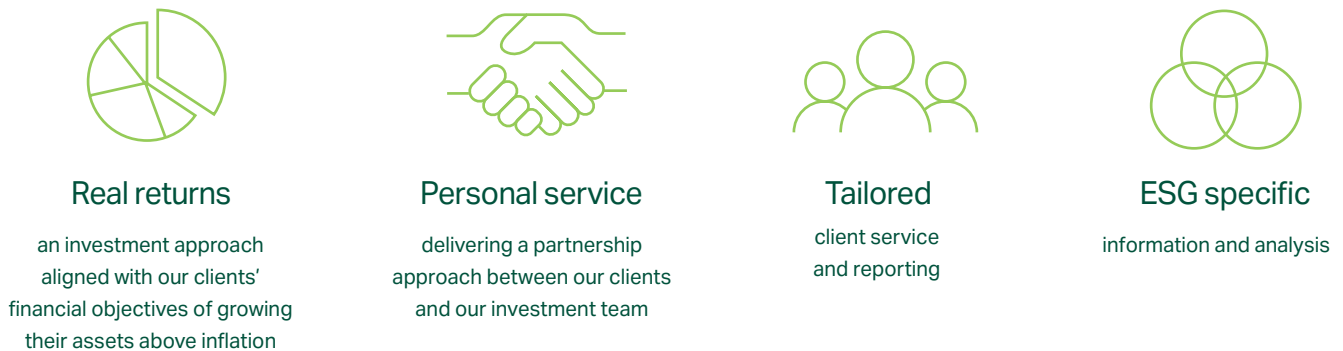 Real returns
an investment approach
aligned with our clients’
financial objectives of growing
their assets above inflation
Personal service
delivering a partnership
approach between our clients
and our investment team
Tailored
client service
and reporting
ESG specific
information and analysis